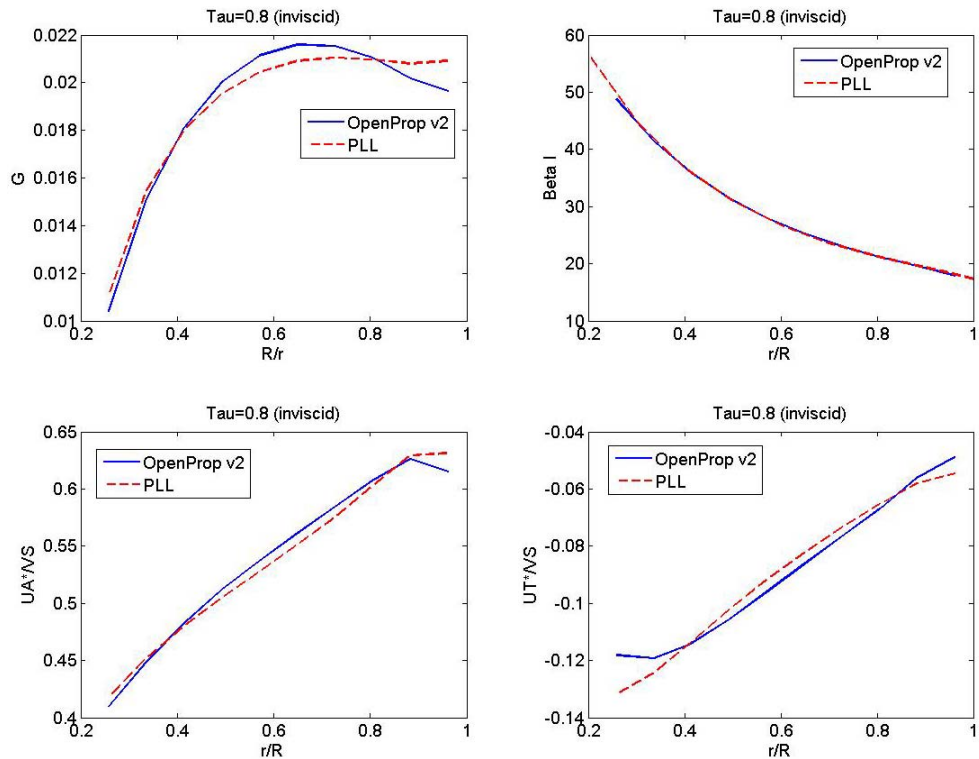 Tau=0.8 (inviscid)
0.022
0.02
0.018
0.016
0.014
0.012
0.01
G
OpenProp v2
PLL
0.2 0.4 0.6 0.8 1
R/r
Tau=0.8 (inviscid)
60
50
40
30
20
10
Beta I
OpenProp v2
PLL
0.2 0.4 0.6 0.8 1
r/R
Tau=0.8 (inviscid)
0.65
0.6
0.55
0.5
0.45
0.4
UA*/VS
OpenProp v2
PLL
0.2 0.4 0.6 0.8 1
r/R
Tau=0.8 (inviscid)
-0.04
-0.06
-0.08
-0.1
-0.12
-0.14
UT*/VS
OpenProp v2
PLL
0.2 0.4 0.6 0.8 1
r/R